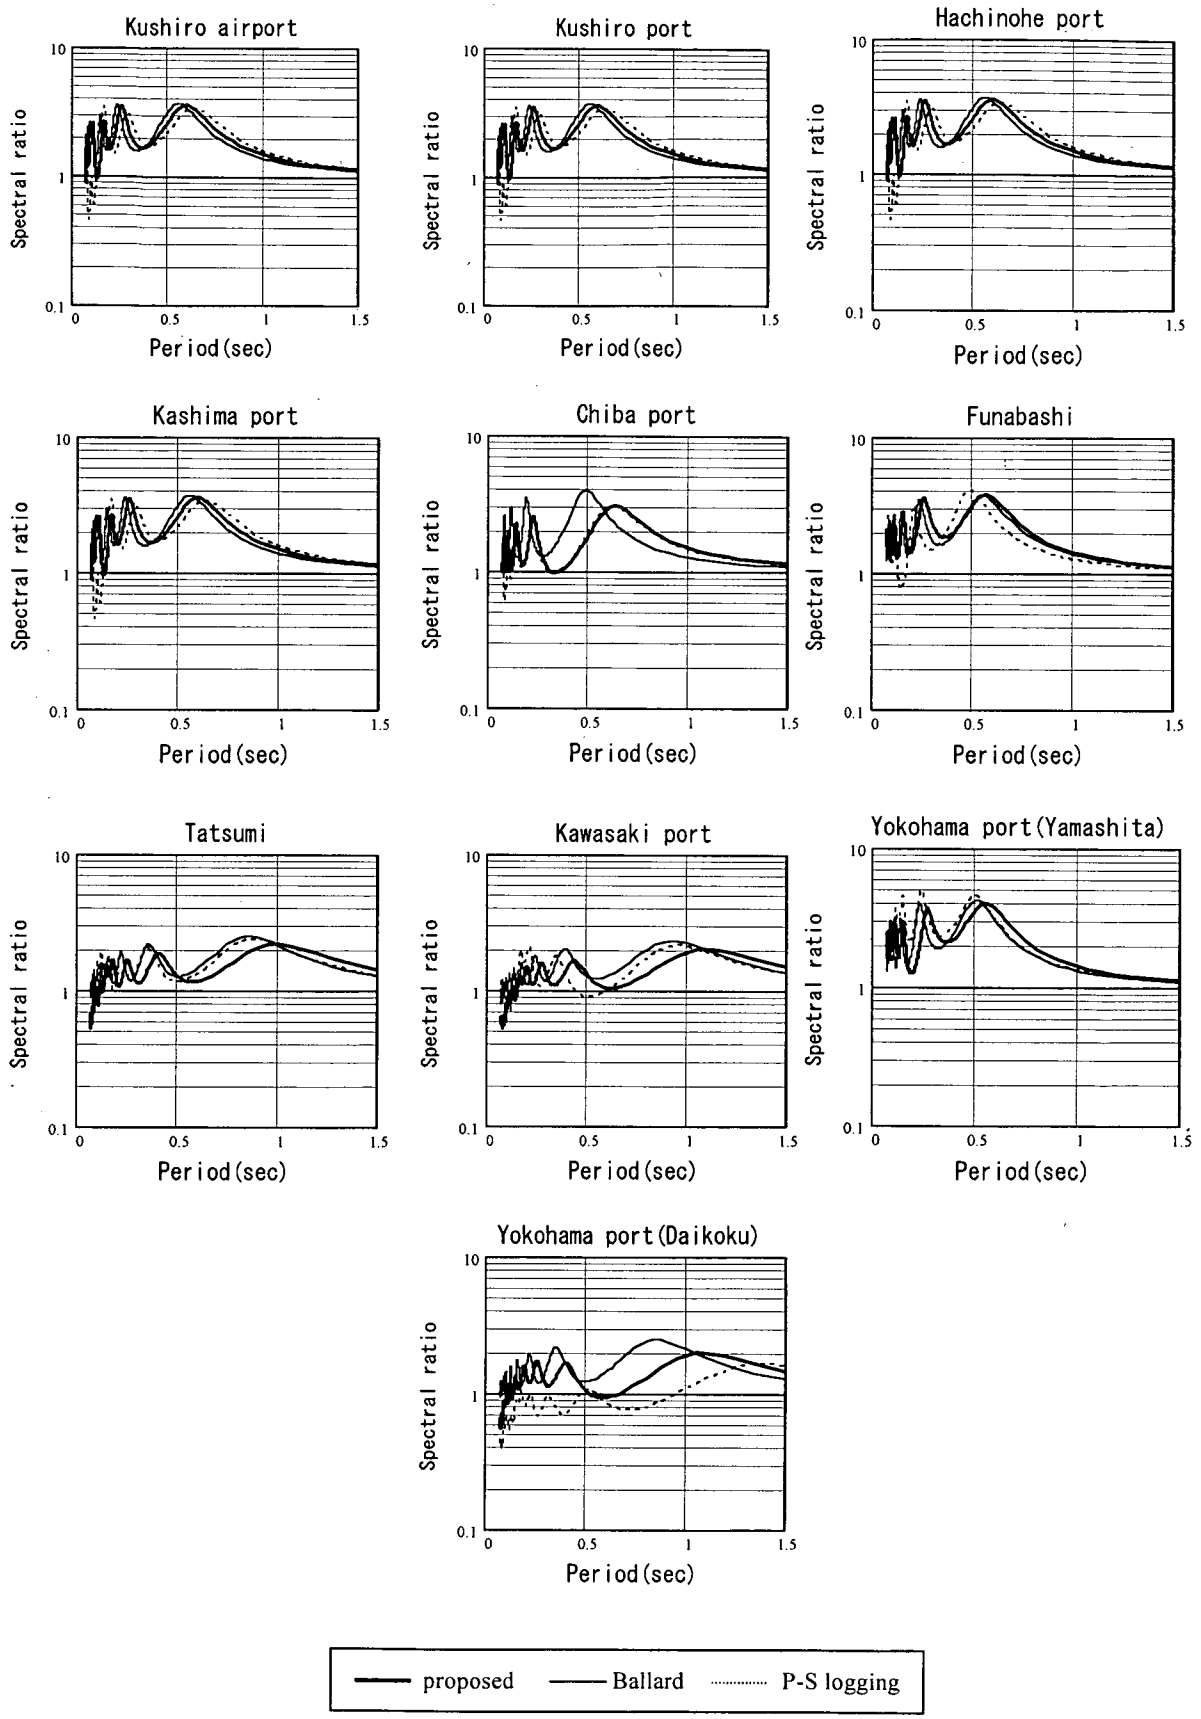 Kushiro airport
10
1
0.1
Spectral ratio
0 0.5 1 1.5
Period(sec)
Kushiro port
10
1
0.1
Spectral ratio
0 0.5 1 1.5
Period(sec)
Hachinohe port
10
1
0.1
Spectral ratio
0 0.5 1 1.5
Period(sec)
Kashima port
10
1
0.1
Spectral ratio
0 0.5 1 1.5
Period(sec)
Chiba port
10
1
0.1
Spectral ratio
0 0.5 1 1.5
Period(sec)
Funabashi
10
1
0.1
Spectral ratio
0 0.5 1 1.5
Period(sec)
Tatsumi
10
1
0.1
Spectral ratio
0 0.5 1 1.5
Period(sec)
Kawasaki port
10
1
0.1
Spectral ratio
0 0.5 1 1.5
Period(sec)
Yokohama port(Yamashita)
10
1
0.1
Spectral ratio
0 0.5 1 1.5
Period(sec)
Yokohama port(Daikoku)
10
1
0.1
Spectral ratio
0 0.5 1 1.5
Period(sec)
proposed Ballard P-S logging